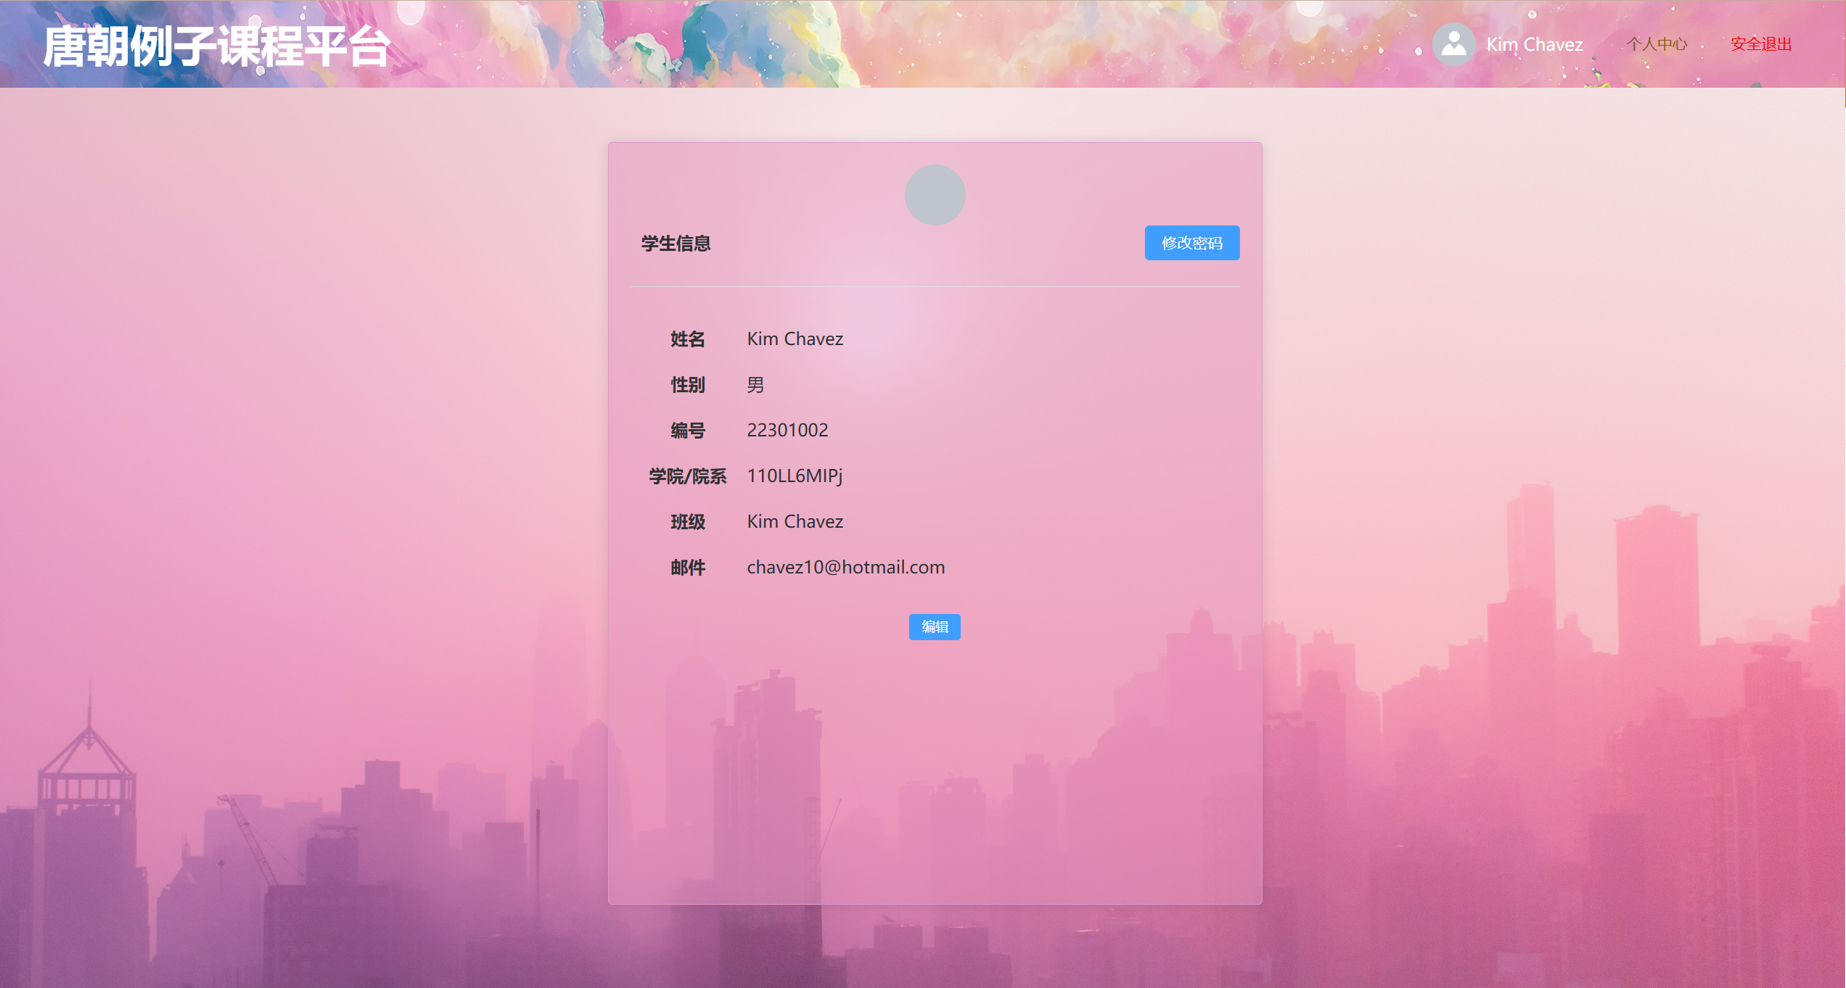 唐朝例子课程平台
Kim Chavez 个人中心 安全退出
学生信息 修改密码
姓名 Kim Chavez
性别 男
编号 22301002
学院/院系 110LL6MIPj
班级 Kim Chavez
邮件 chavez10@hotmail.com
编辑